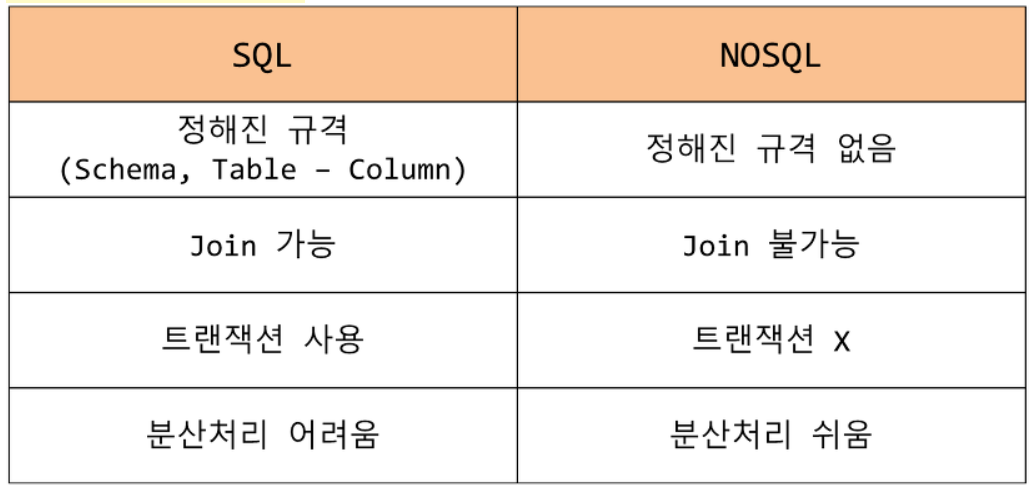 SQL
NOSQL
정해진 규격
(Schema, Table – Column)
정해진 규격 없음
Join 가능
Join 불가능
트랜잭션 사용
트랜잭션 X
분산처리 어려움
분산처리 쉬움